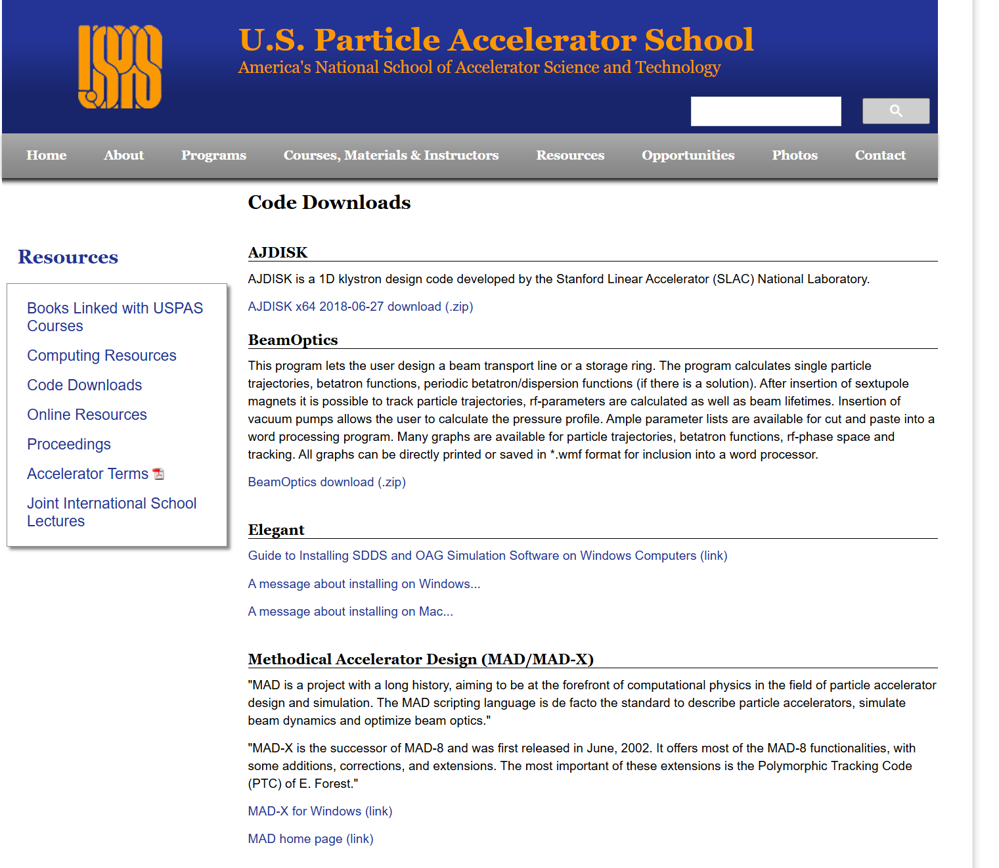 U.S. Particle Accelerator School
America's National School of Accelerator Science and Technology
Home About Programs Courses, Materials & Instructors Resources Opportunities Photos Contact
Code Downloads
Resources
Books Linked with USPAS
Courses
Computing Resources
Code Downloads
Online Resources
Proceedings
Accelerator Terms
Joint International School
Lectures
AJDISK
AJDISK is a 1D klystron design code developed by the Stanford Linear Accelerator (SLAC) National Laboratory.
AJDISK x64 2018-06-27 download (.zip)
BeamOptics
This program lets the user design a beam transport line or a storage ring. The program calculates single particle
trajectories, betatron functions, periodic betatron/dispersion functions (if there is a solution). After insertion of sextupole
magnets it is possible to track particle trajectories, rf-parameters are calculated as well as beam lifetimes. Insertion of
vacuum pumps allows the user to calculate the pressure profile. Ample parameter lists are available for cut and paste into a
word processing program. Many graphs are available for particle trajectories, betatron functions, rf-phase space and
tracking. All graphs can be directly printed or saved in *.wmf format for inclusion into a word processor.
BeamOptics download (.zip)
Elegant
Guide to Installing SDDS and OAG Simulation Software on Windows Computers (link)
A message about installing on Windows...
A message about installing on Mac...
Methodical Accelerator Design (MAD/MAD-X)
"MAD is a project with a long history, aiming to be at the forefront of computational physics in the field of particle accelerator
design and simulation. The MAD scripting language is de facto the standard to describe particle accelerators, simulate
beam dynamics and optimize beam optics."
"MAD-X is the successor of MAD-8 and was first released in June, 2002. It offers most of the MAD-8 functionalities, with
some additions, corrections, and extensions. The most important of these extensions is the Polymorphic Tracking Code
(PTC) of E. Forest."
MAD-X for Windows (link)
MAD home page (link)